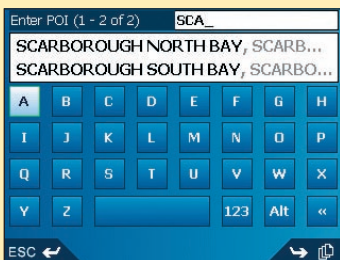 Enter POI (1 - 2 of 2) SCA_
SCARBOROUGH NORTH BAY, SCARB...
SCARBOROUGH SOUTH BAY, SCARBO...
A B C D E F G H
I J K L M N O P
Q R S T U V W X
Y Z 123 Alt «
ESC